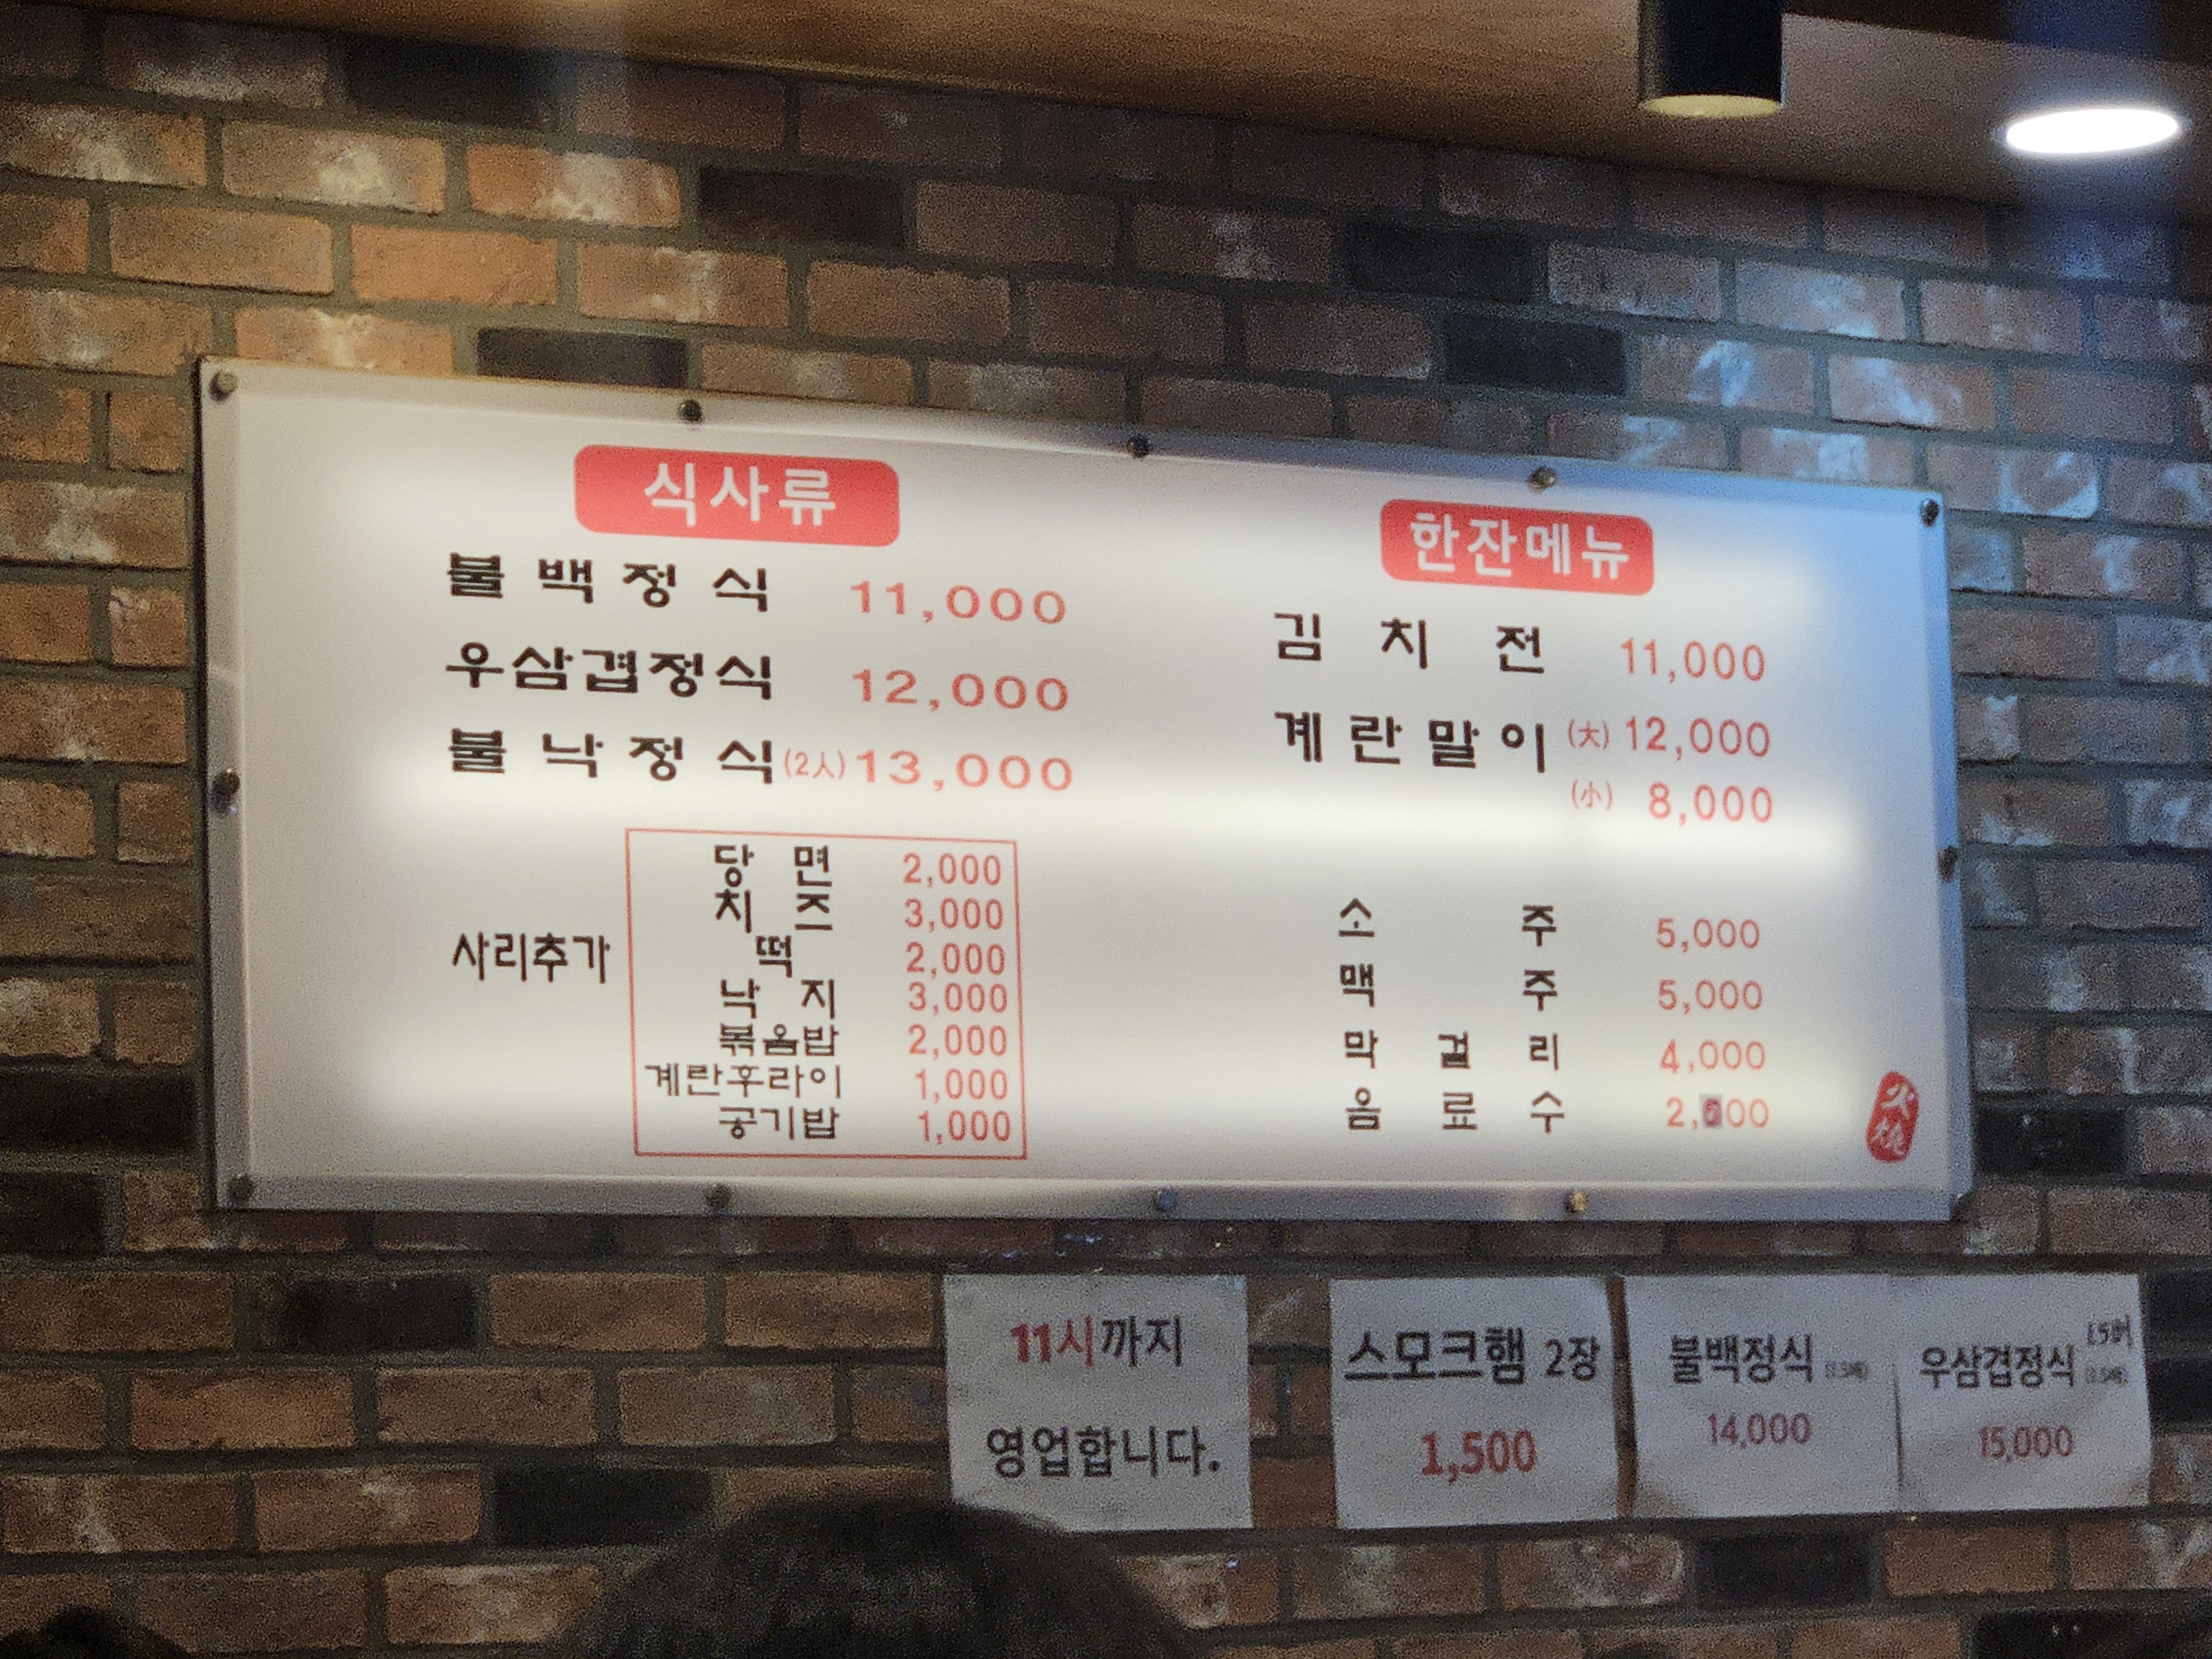 식사류
불백정식 11,000
우삼겹정식 12,000
불낙정식(2人) 13,000
사리추가
당면 2,000
치즈 3,000
떡 2,000
낙지 3,000
볶음밥 2,000
계란후라이 1,000
공기밥 1,000
한잔메뉴
김치전 11,000
계란말이 (大) 12,000
(小) 8,000
소주 5,000
맥주 5,000
막걸리 4,000
음료수 2,000
11시까지
영업합니다.
스모크햄 2장
1,500
불백정식
14,000
우삼겹정식
15,000